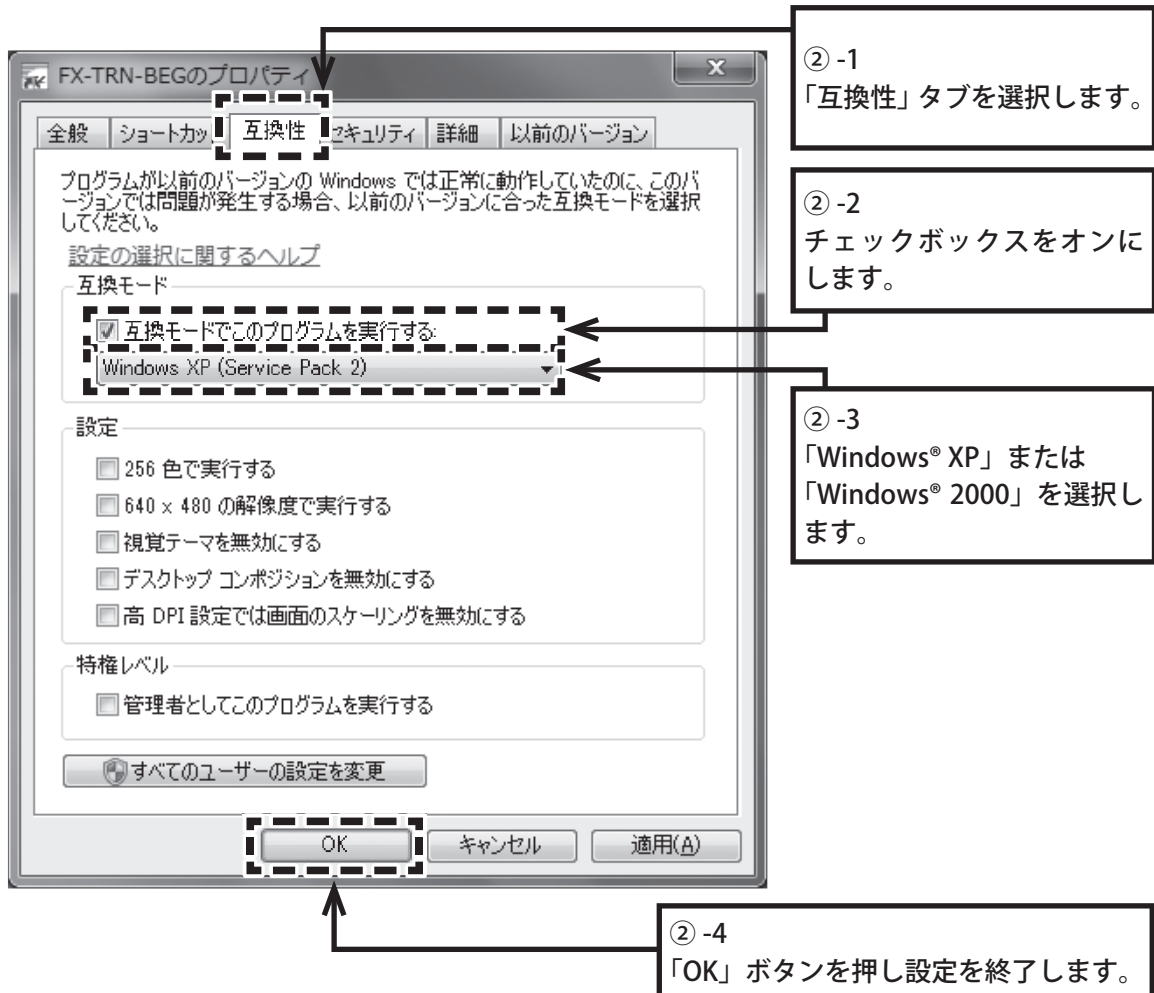 ② -1
「互換性」タブを選択します。
FX-TRN-BEGのプロパティ
全般 ショートカッ 互換性 セキュリティ 詳細 以前のバージョン
プログラムが以前のバージョンの Windows では正常に動作していたのに、このバ
ージョンでは問題が発生する場合、以前のバージョンに合った互換モードを選択
してください。
設定の選択に関するヘルプ
② -2
チェックボックスをオンに
します。
互換モード
互換モードでこのプログラムを実行する:
Windows XP (Service Pack 2)
② -3
「Windows® XP」または
「Windows® 2000」を選択し
ます。
設定
256 色で実行する
640 x 480 の解像度で実行する
視覚テーマを無効にする
デスクトップ コンポジションを無効にする
高 DPI 設定では画面のスケーリングを無効にする
特権レベル
管理者としてこのプログラムを実行する
すべてのユーザーの設定を変更
OK キャンセル 適用(A)
② -4
「OK」ボタンを押し設定を終了します。